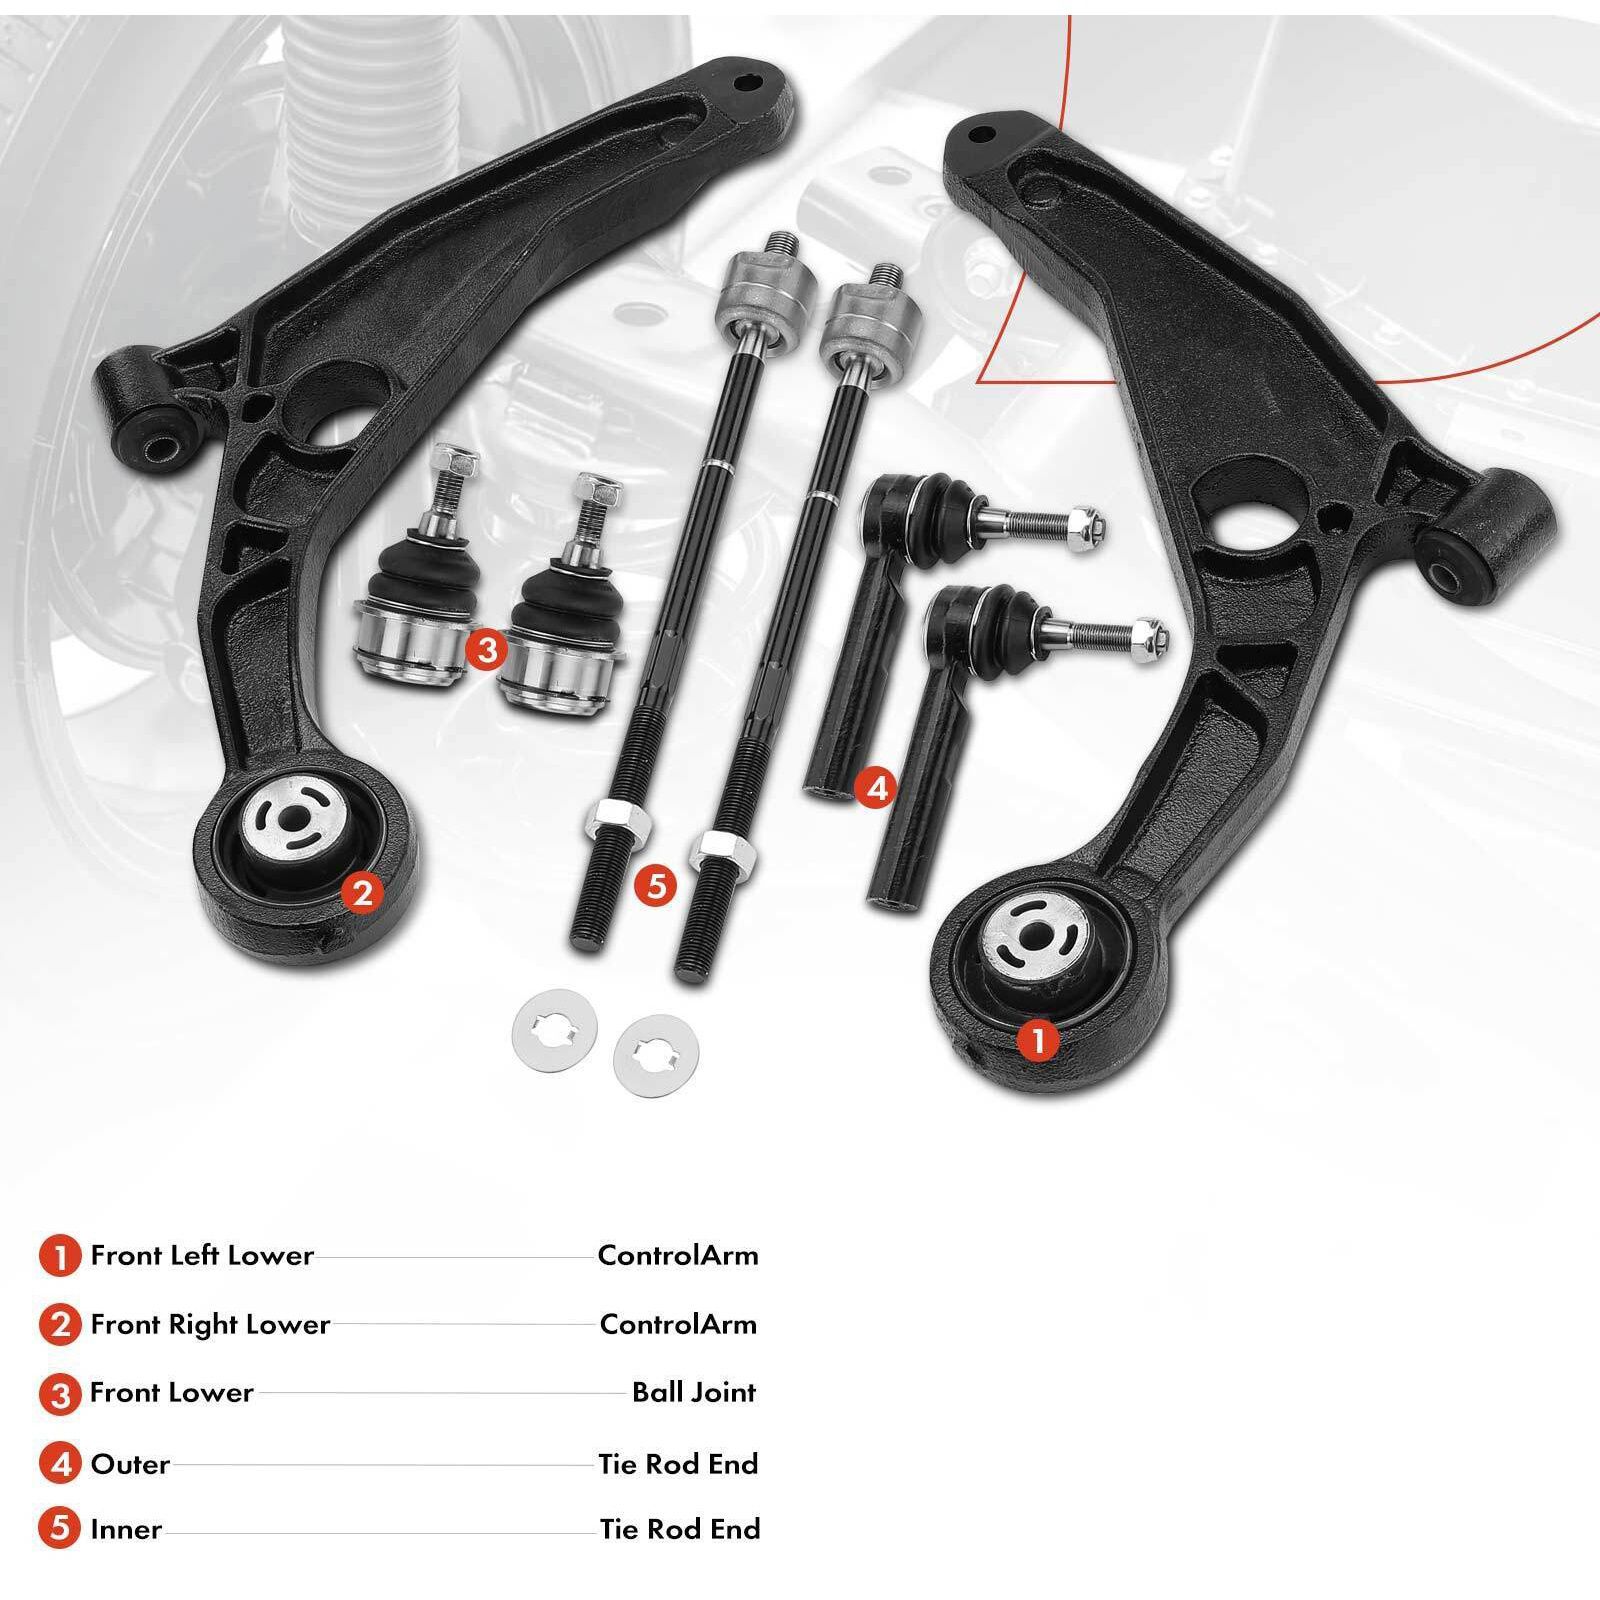 3
4
5
2
1
1 Front Left Lower ControlArm
2 Front Right Lower ControlArm
3 Front Lower Ball Joint
4 Outer Tie Rod End
5 Inner Tie Rod End